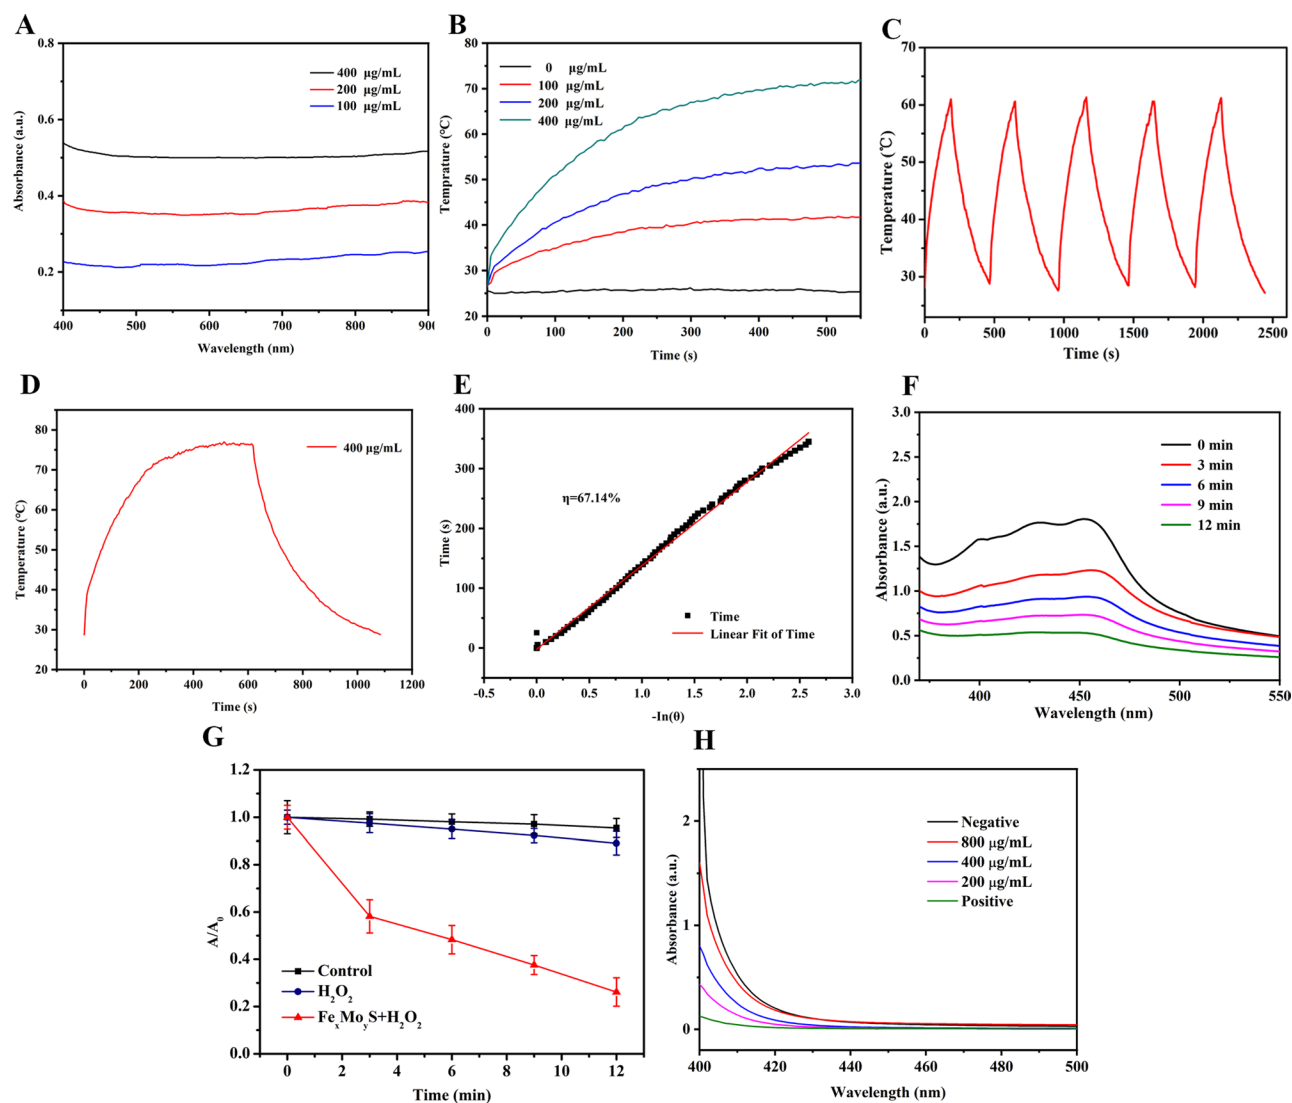 A
0.8
0.6
0.4
0.2
Absorbance (a.u.)
400 μg/mL
200 μg/mL
100 μg/mL
400 500 600 700 800 900
Wavelength (nm)
B
80
70
60
50
40
30
20
Temprature (℃)
0 μg/mL
100 μg/mL
200 μg/mL
400 μg/mL
0 100 200 300 400 500
Time (s)
C
70
60
50
40
30
Temperature (℃)
0 500 1000 1500 2000 2500
Time (s)
D
80
70
60
50
40
30
20
Temperature (℃)
400 μg/mL
0 200 400 600 800 1000 1200
Time (s)
E
400
300
200
100
0
Time (s)
η=67.14%
Time
Linear Fit of Time
-0.5 0.0 0.5 1.0 1.5 2.0 2.5 3.0
-In(θ)
F
3.0
2.5
2.0
1.5
1.0
0.5
0.0
Absorbance (a.u.)
0 min
3 min
6 min
9 min
12 min
400 450 500 550
Wavelength (nm)
G
1.2
1.0
0.8
0.6
0.4
0.2
0.0
A/A₀
Control
H₂O₂
FeₓMoᵧS+H₂O₂
0 2 4 6 8 10 12
Time (min)
H
2
1
0
Absorbance (a.u.)
Negative
800 μg/mL
400 μg/mL
200 μg/mL
Positive
400 420 440 460 480 500
Wavelength (nm)